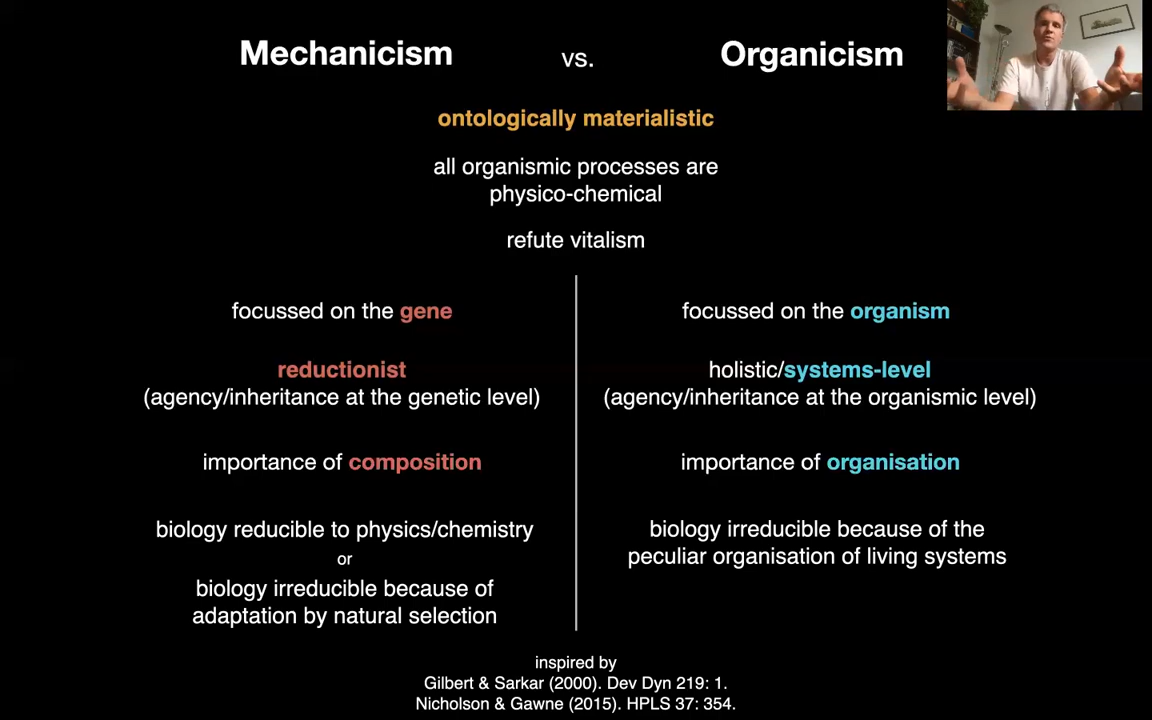 Mechanicism vs. Organicism
ontologically materialistic
all organismic processes are
physico-chemical
refute vitalism
focussed on the gene
reductionist
(agency/inheritance at the genetic level)
importance of composition
biology reducible to physics/chemistry
or
biology irreducible because of
adaptation by natural selection
focussed on the organism
holistic/systems-level
(agency/inheritance at the organismic level)
importance of organisation
biology irreducible because of the
peculiar organisation of living systems
inspired by
Gilbert & Sarkar (2000). Dev Dyn 219: 1.
Nicholson & Gawne (2015). HPLS 37: 354.